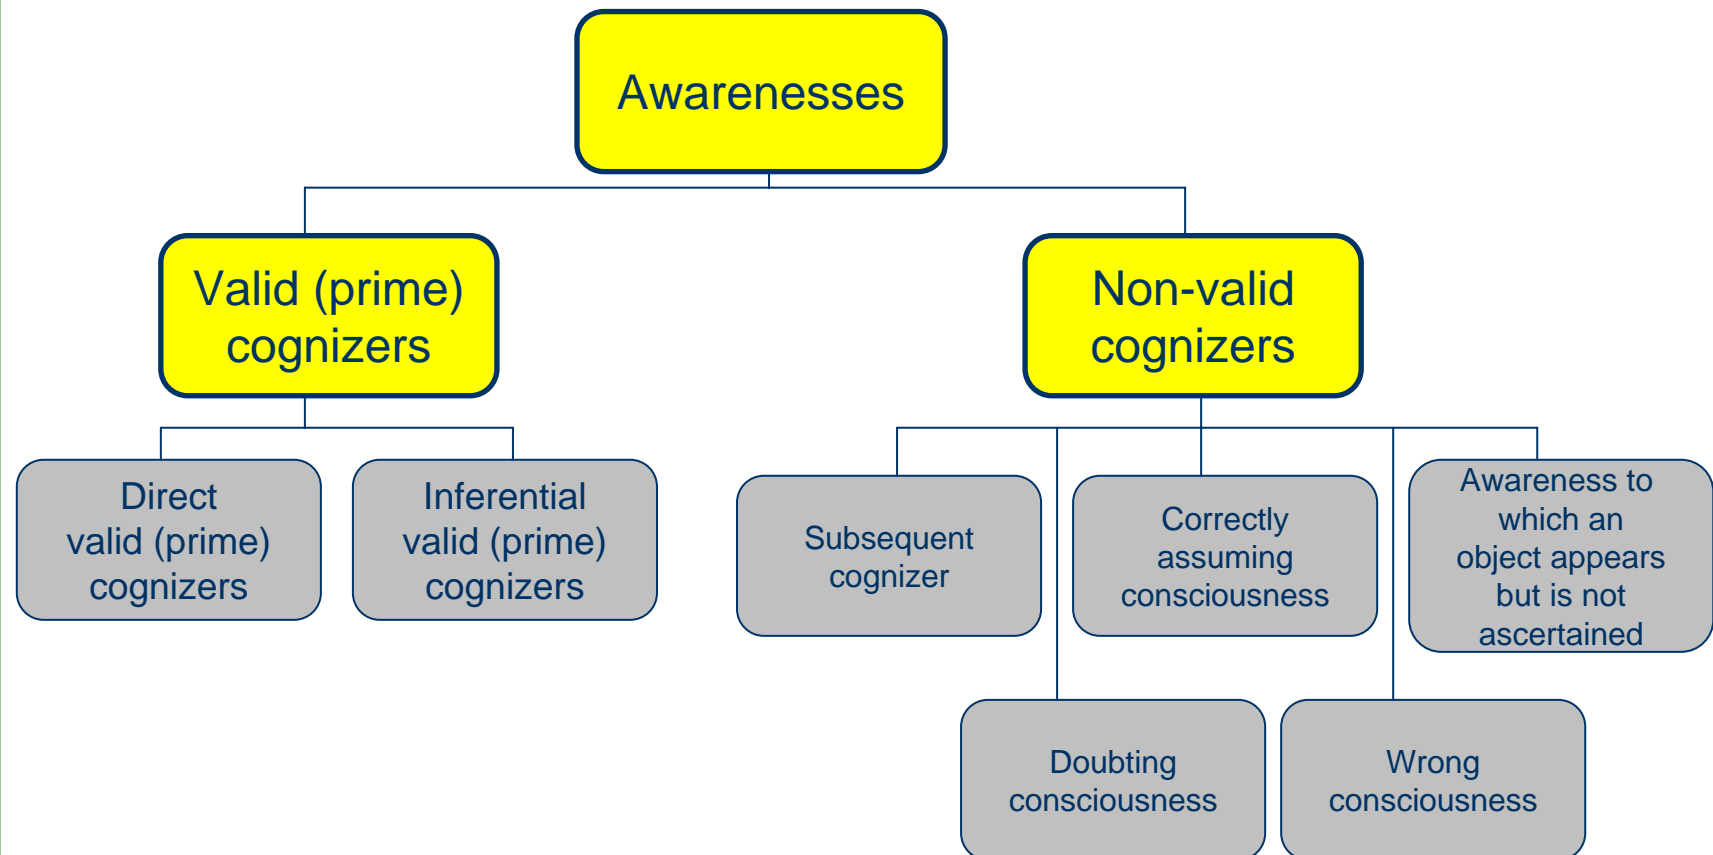 Awarenesses
Valid (prime)
cognizers
Non-valid
cognizers
Direct
valid (prime)
cognizers
Inferential
valid (prime)
cognizers
Subsequent
cognizer
Correctly
assuming
consciousness
Awareness to
which an
object appears
but is not
ascertained
Doubting
consciousness
Wrong
consciousness